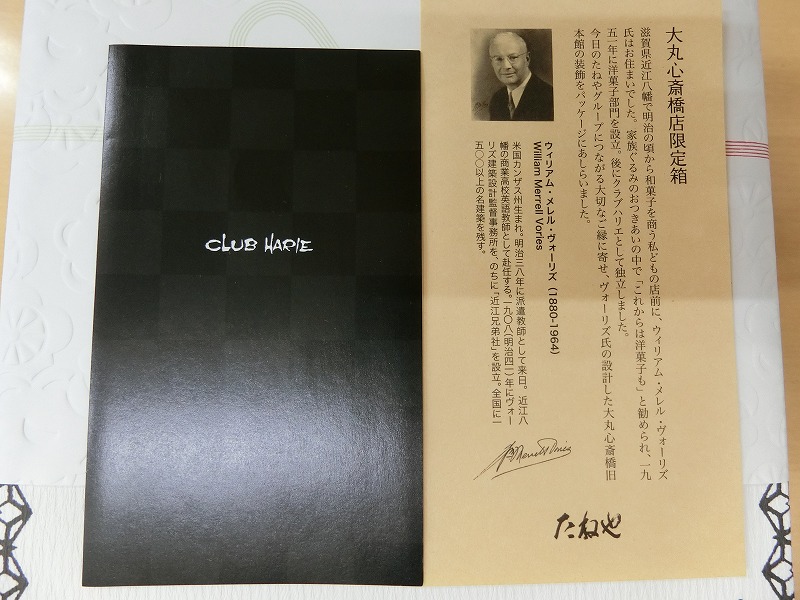 CLUB HARIE
大丸心斎橋店限定箱
滋賀県近江八幡で明治の頃から和菓子を商う私どもの店前に、ウィリアム・メレル・ヴォーリズ
氏はお住まいでした。家族ぐるみのおつきあいの中で「これからは洋菓子も」と勧められ、一九
五一年に洋菓子部門を設立。後にクラブハリエとして独立しました。
今日のたねやグループにつながる大切なご縁に寄せ、ヴォーリズ氏の設計した大丸心斎橋旧
本館の装飾をパッケージにあしらいました。
ウィリアム・メレル・ヴォーリズ（1880-1964）
William Merrell Vories
米国カンザス州生まれ。明治三八年に派遣教師として来日。近江八
幡の商業高校英語教師として赴任する。一九〇八（明治四一）年にヴォー
リズ建築設計監督事務所を、のちに「近江兄弟社」を設立。全国に一
五〇〇以上の名建築を残す。
たねや